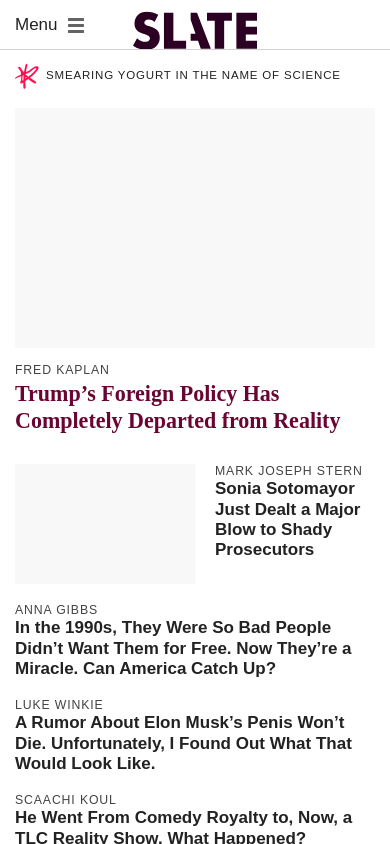 Menu
SLATE
SMEARING YOGURT IN THE NAME OF SCIENCE
FRED KAPLAN
Trump’s Foreign Policy Has
Completely Departed from Reality
MARK JOSEPH STERN
Sonia Sotomayor
Just Dealt a Major
Blow to Shady
Prosecutors
ANNA GIBBS
In the 1990s, They Were So Bad People
Didn’t Want Them for Free. Now They’re a
Miracle. Can America Catch Up?
LUKE WINKIE
A Rumor About Elon Musk’s Penis Won’t
Die. Unfortunately, I Found Out What That
Would Look Like.
SCAACHI KOUL
He Went From Comedy Royalty to, Now, a
TLC Reality Show. What Happened?